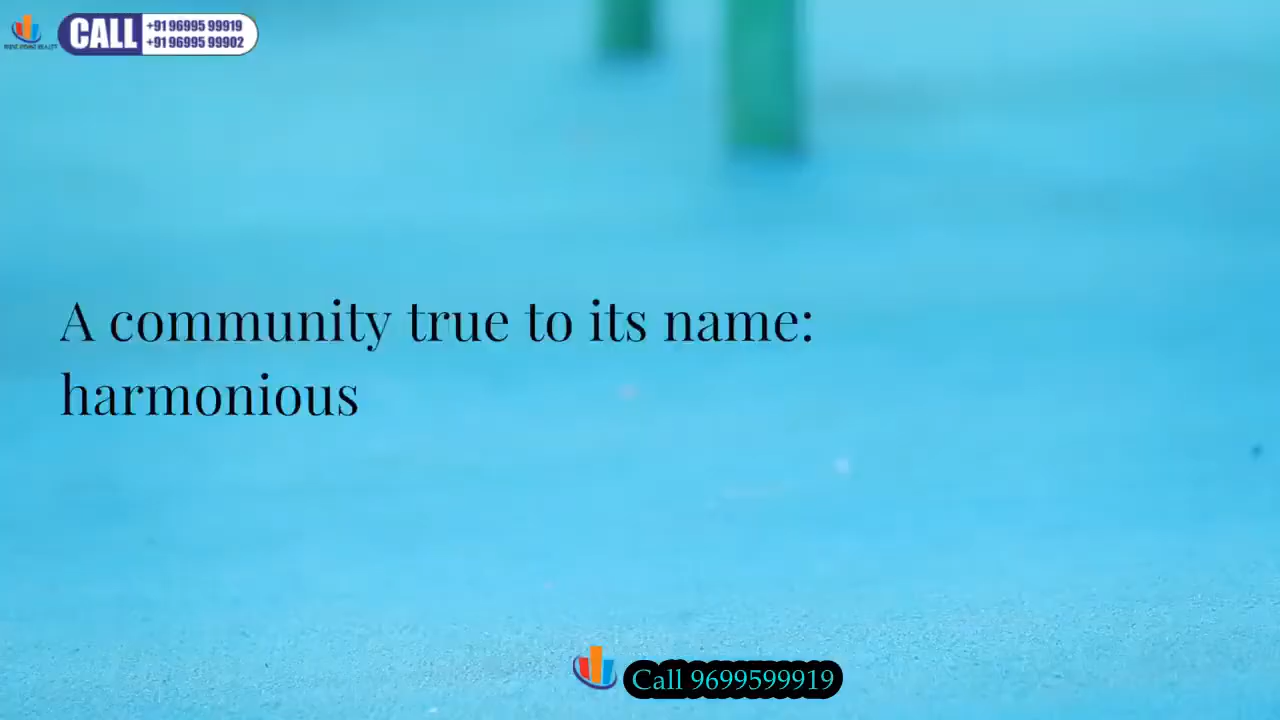 CALL
+91 96995 99919
+91 96995 99902
A community true to its name:
harmonious
Call 9699599919